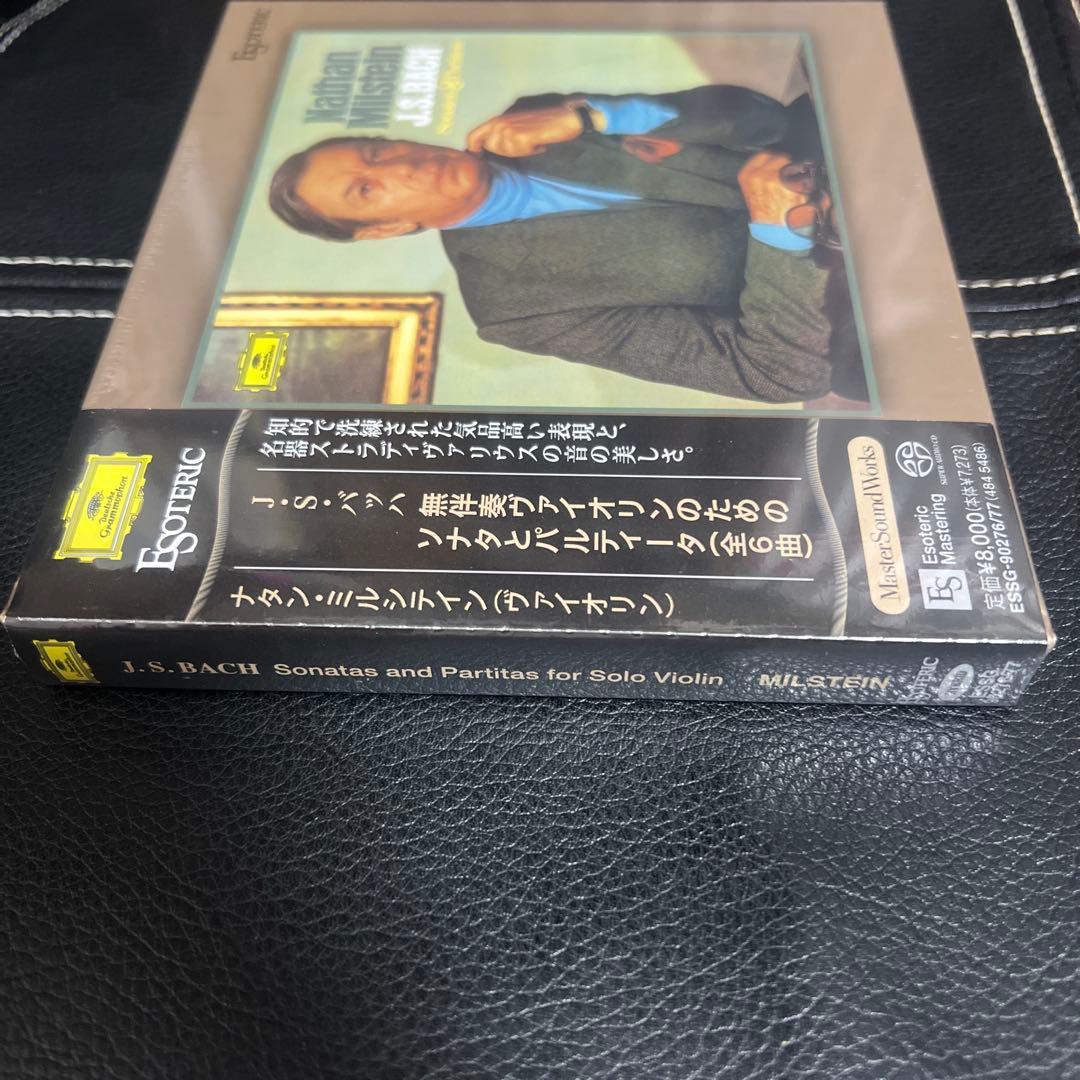 ESOTERIC
Nathan
Milstein
J.S.BACH
Deutsche
Grammophon
Deutsche
Grammophon
ESOTERIC
知的で洗練された気品高い表現と、
名器ストラディヴァリウスの音の美しさ。
J・S・バッハ 無伴奏ヴァイオリンのための
ソナタとパルティータ(全6曲)
ナタン・ミルシテイン(ヴァイオリン)
MasterSoundWorks
SUPER AUDIO CD
ES
Esoteric
Mastering
定価¥8,000(本体¥7,273)
ESSG-90276/77(484 5486)
J.S.BACH Sonatas and Partitas for Solo Violin MILSTEIN
ESOTERIC